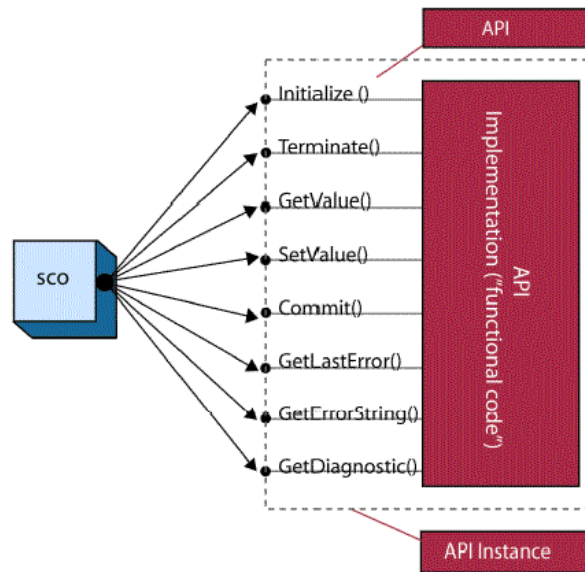 API
Initialize ()
Terminate()
GetValue()
SetValue()
Commit()
GetLastError()
GetErrorString()
GetDiagnostic()
sco
API
Implementation ("functional code")
API Instance